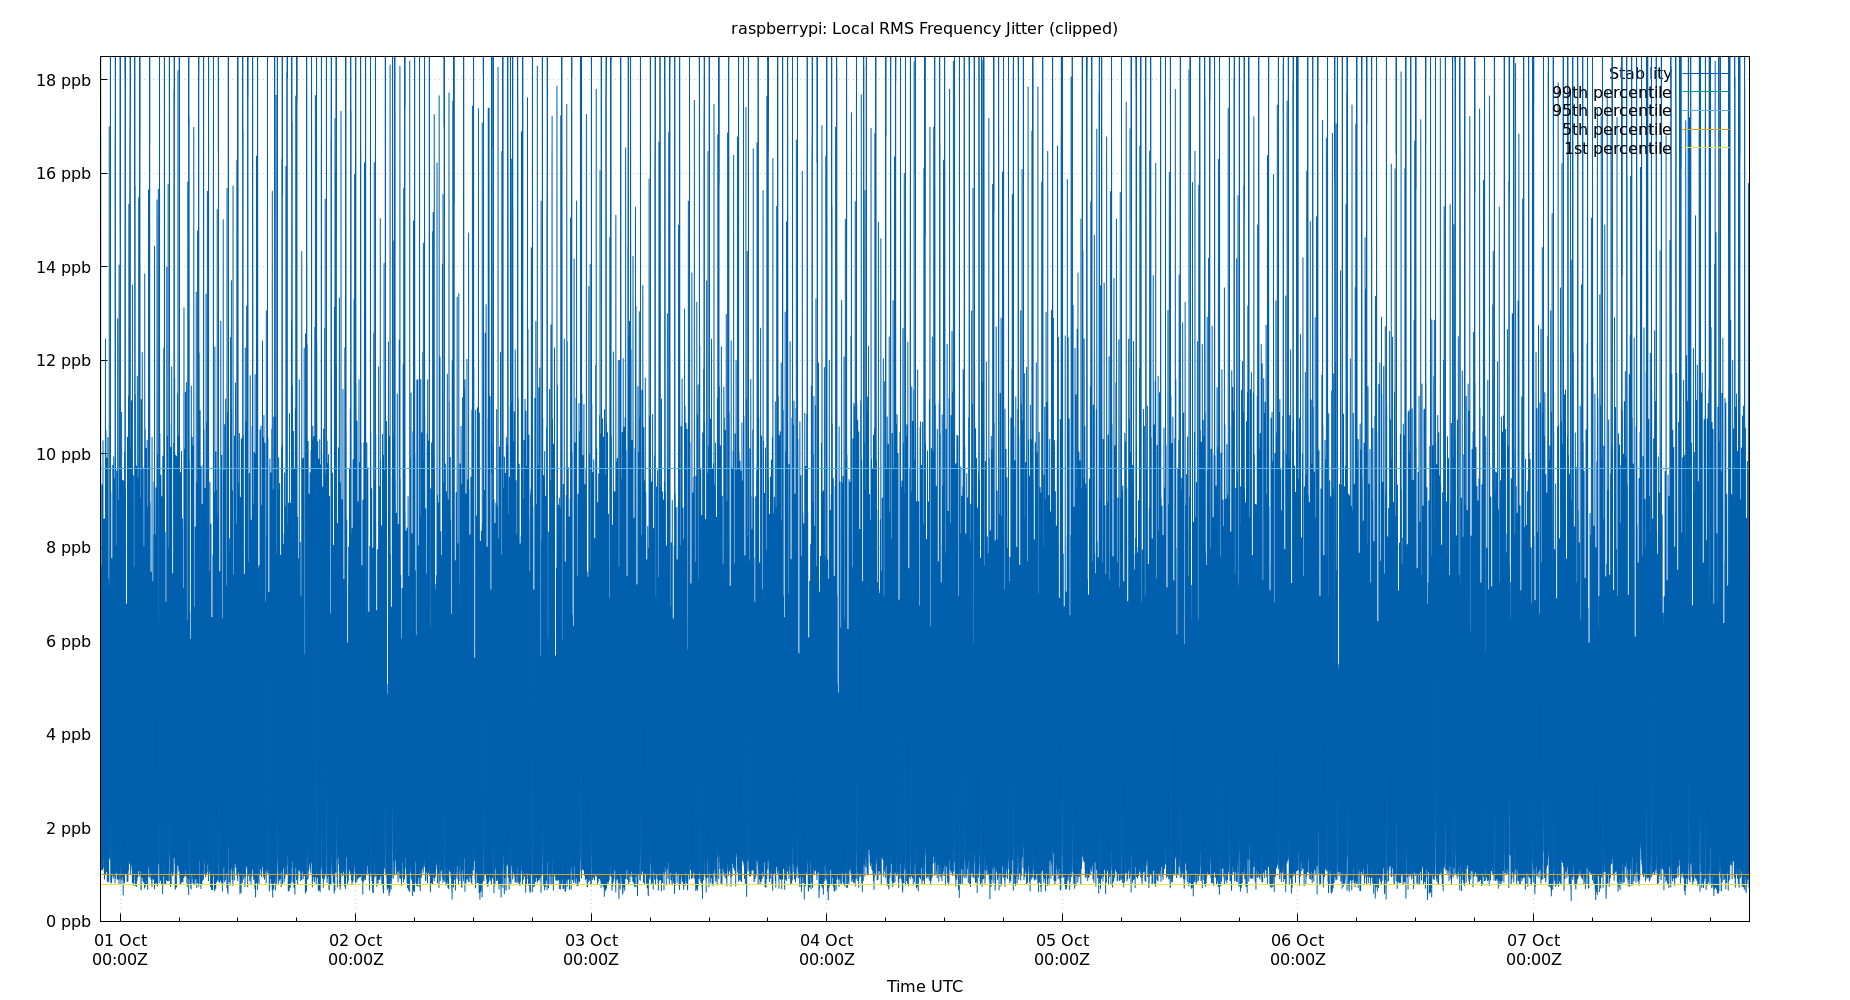 raspberrypi: Local RMS Frequency Jitter (clipped)
18 ppb
16 ppb
14 ppb
12 ppb
10 ppb
8 ppb
6 ppb
4 ppb
2 ppb
0 ppb
Stability
99th percentile
95th percentile
5th percentile
1st percentile
01 Oct 02 Oct 03 Oct 04 Oct 05 Oct 06 Oct 07 Oct
00:00Z 00:00Z 00:00Z 00:00Z 00:00Z 00:00Z 00:00Z
Time UTC